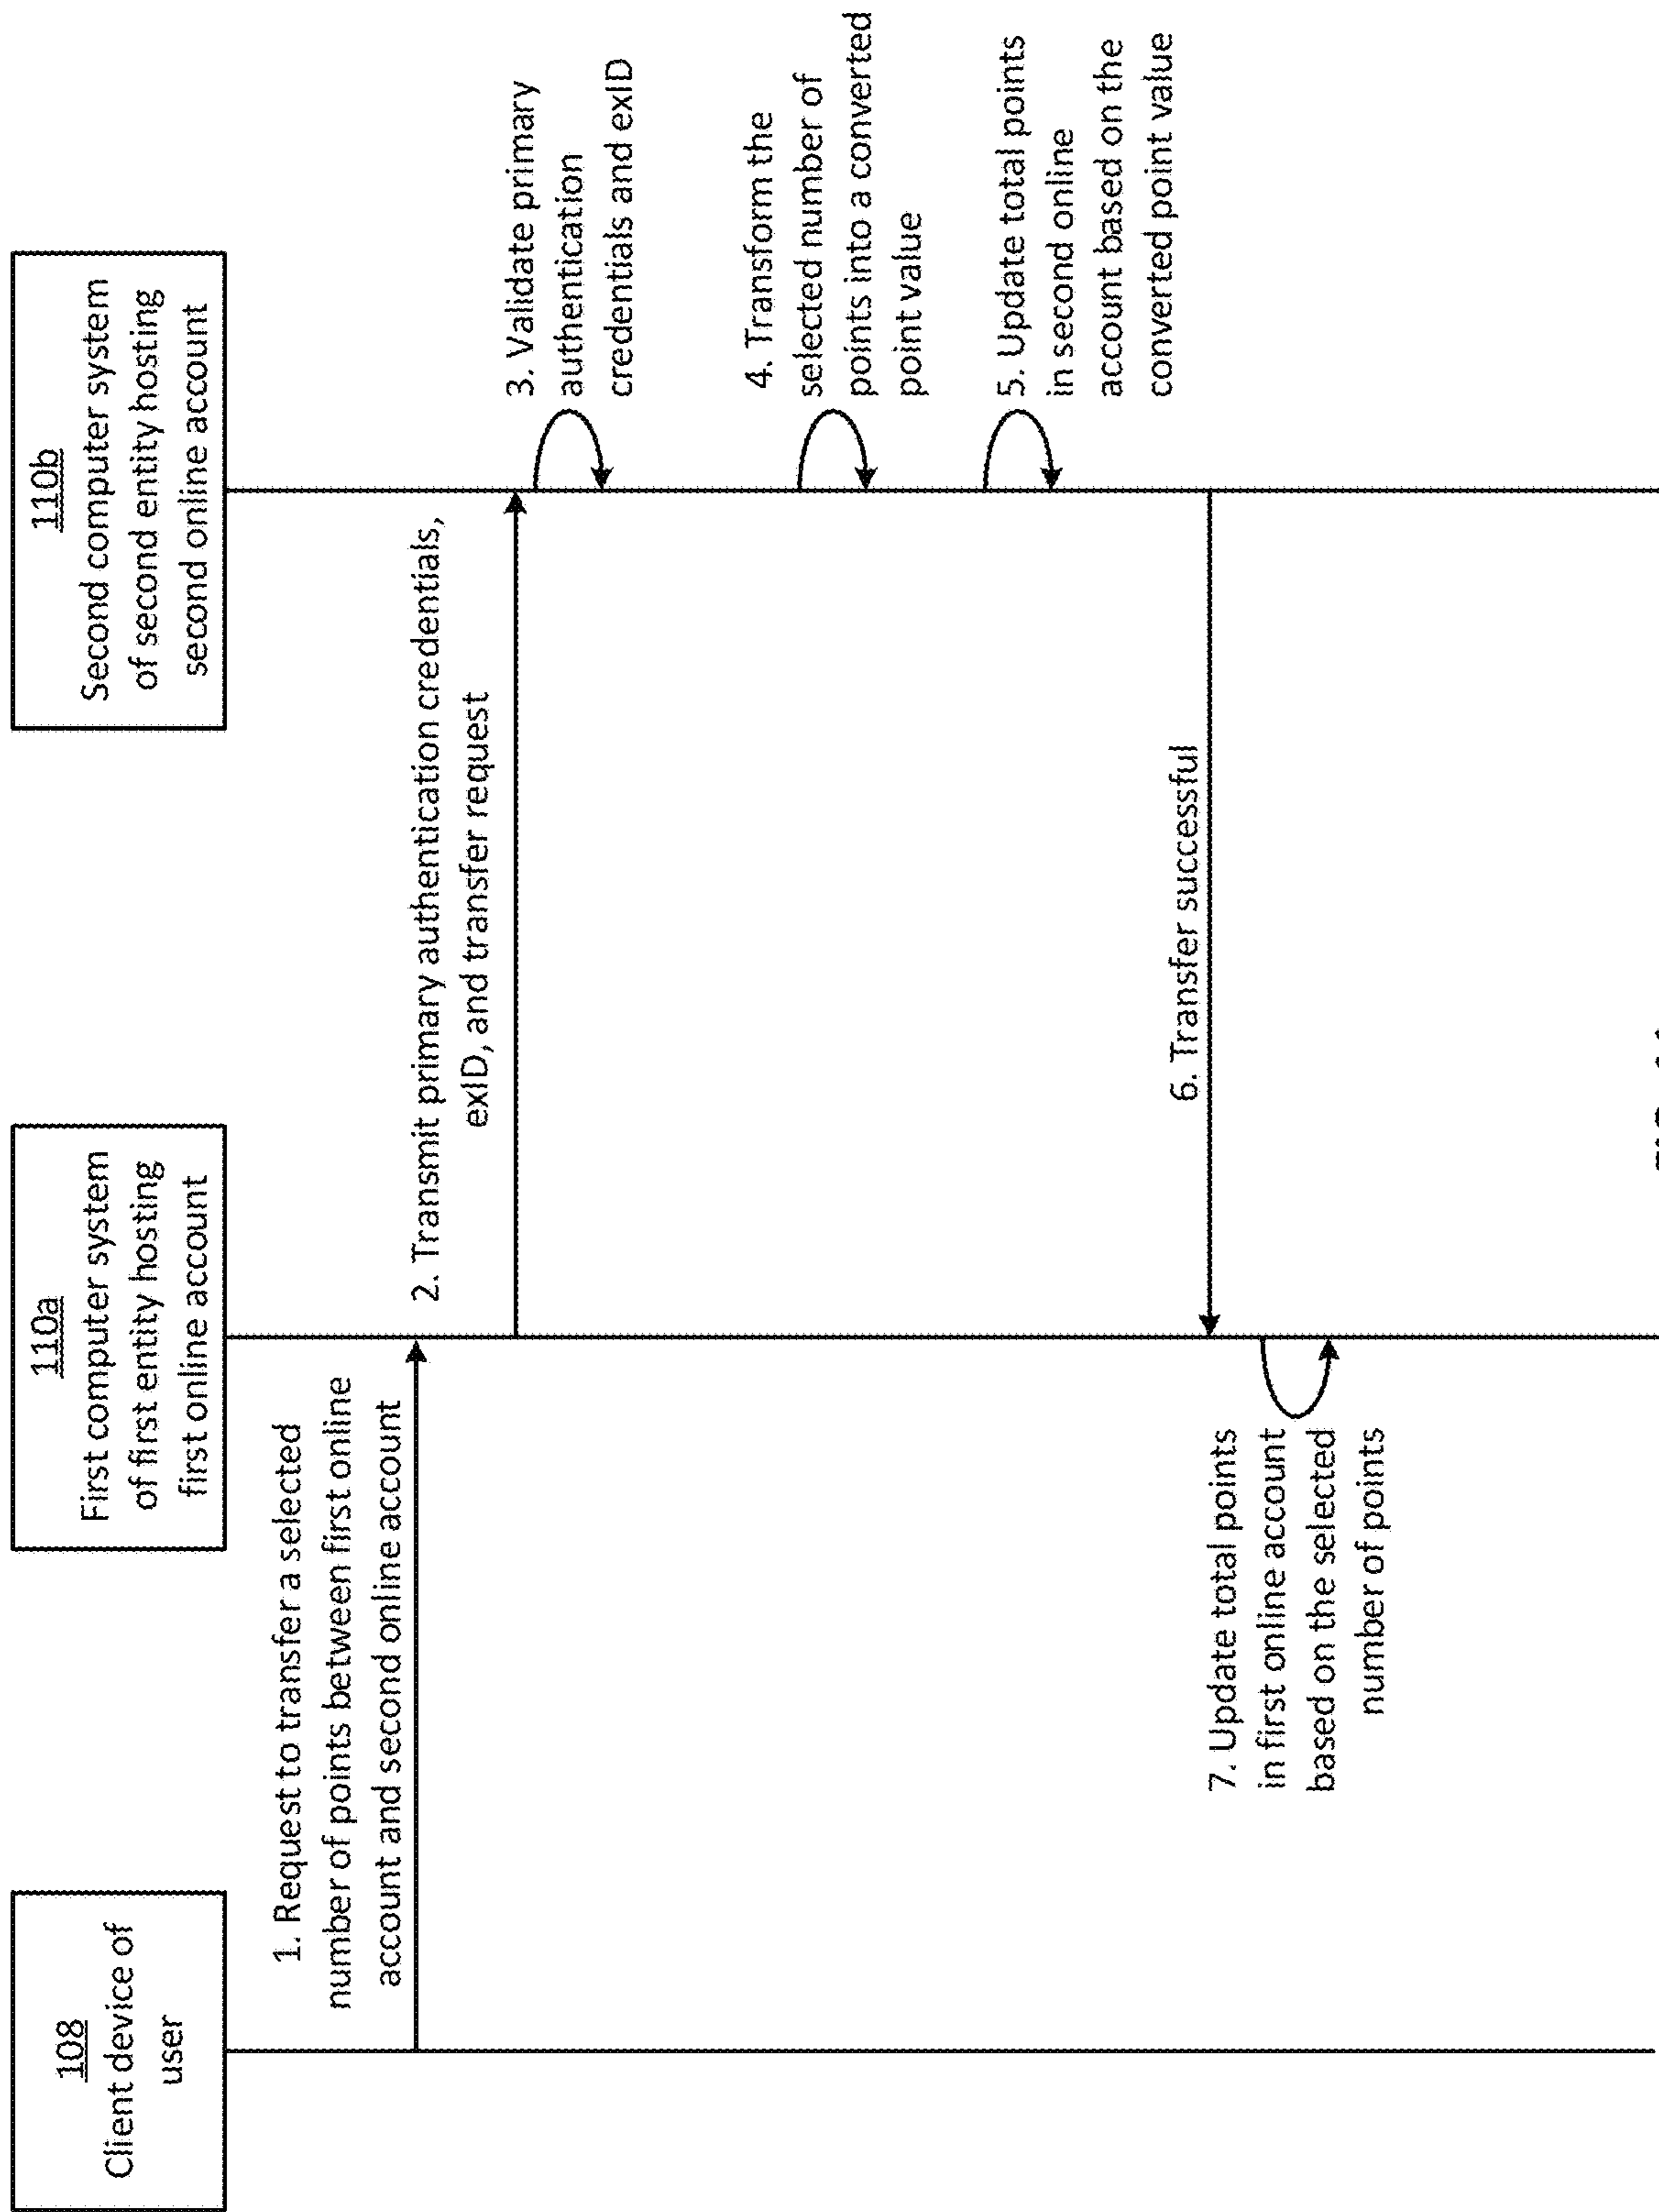 108
Client device of
user
110a
First computer system
of first entity hosting
first online account
110b
Second computer system
of second entity hosting
second online account
1. Request to transfer a selected
number of points between first online
account and second online account
2. Transmit primary authentication credentials,
exID, and transfer request
3. Validate primary
authentication
credentials and exID
4. Transform the
selected number of
points into a converted
point value
5. Update total points
in second online
account based on the
converted point value
6. Transfer successful
7. Update total points
in first online account
based on the selected
number of points